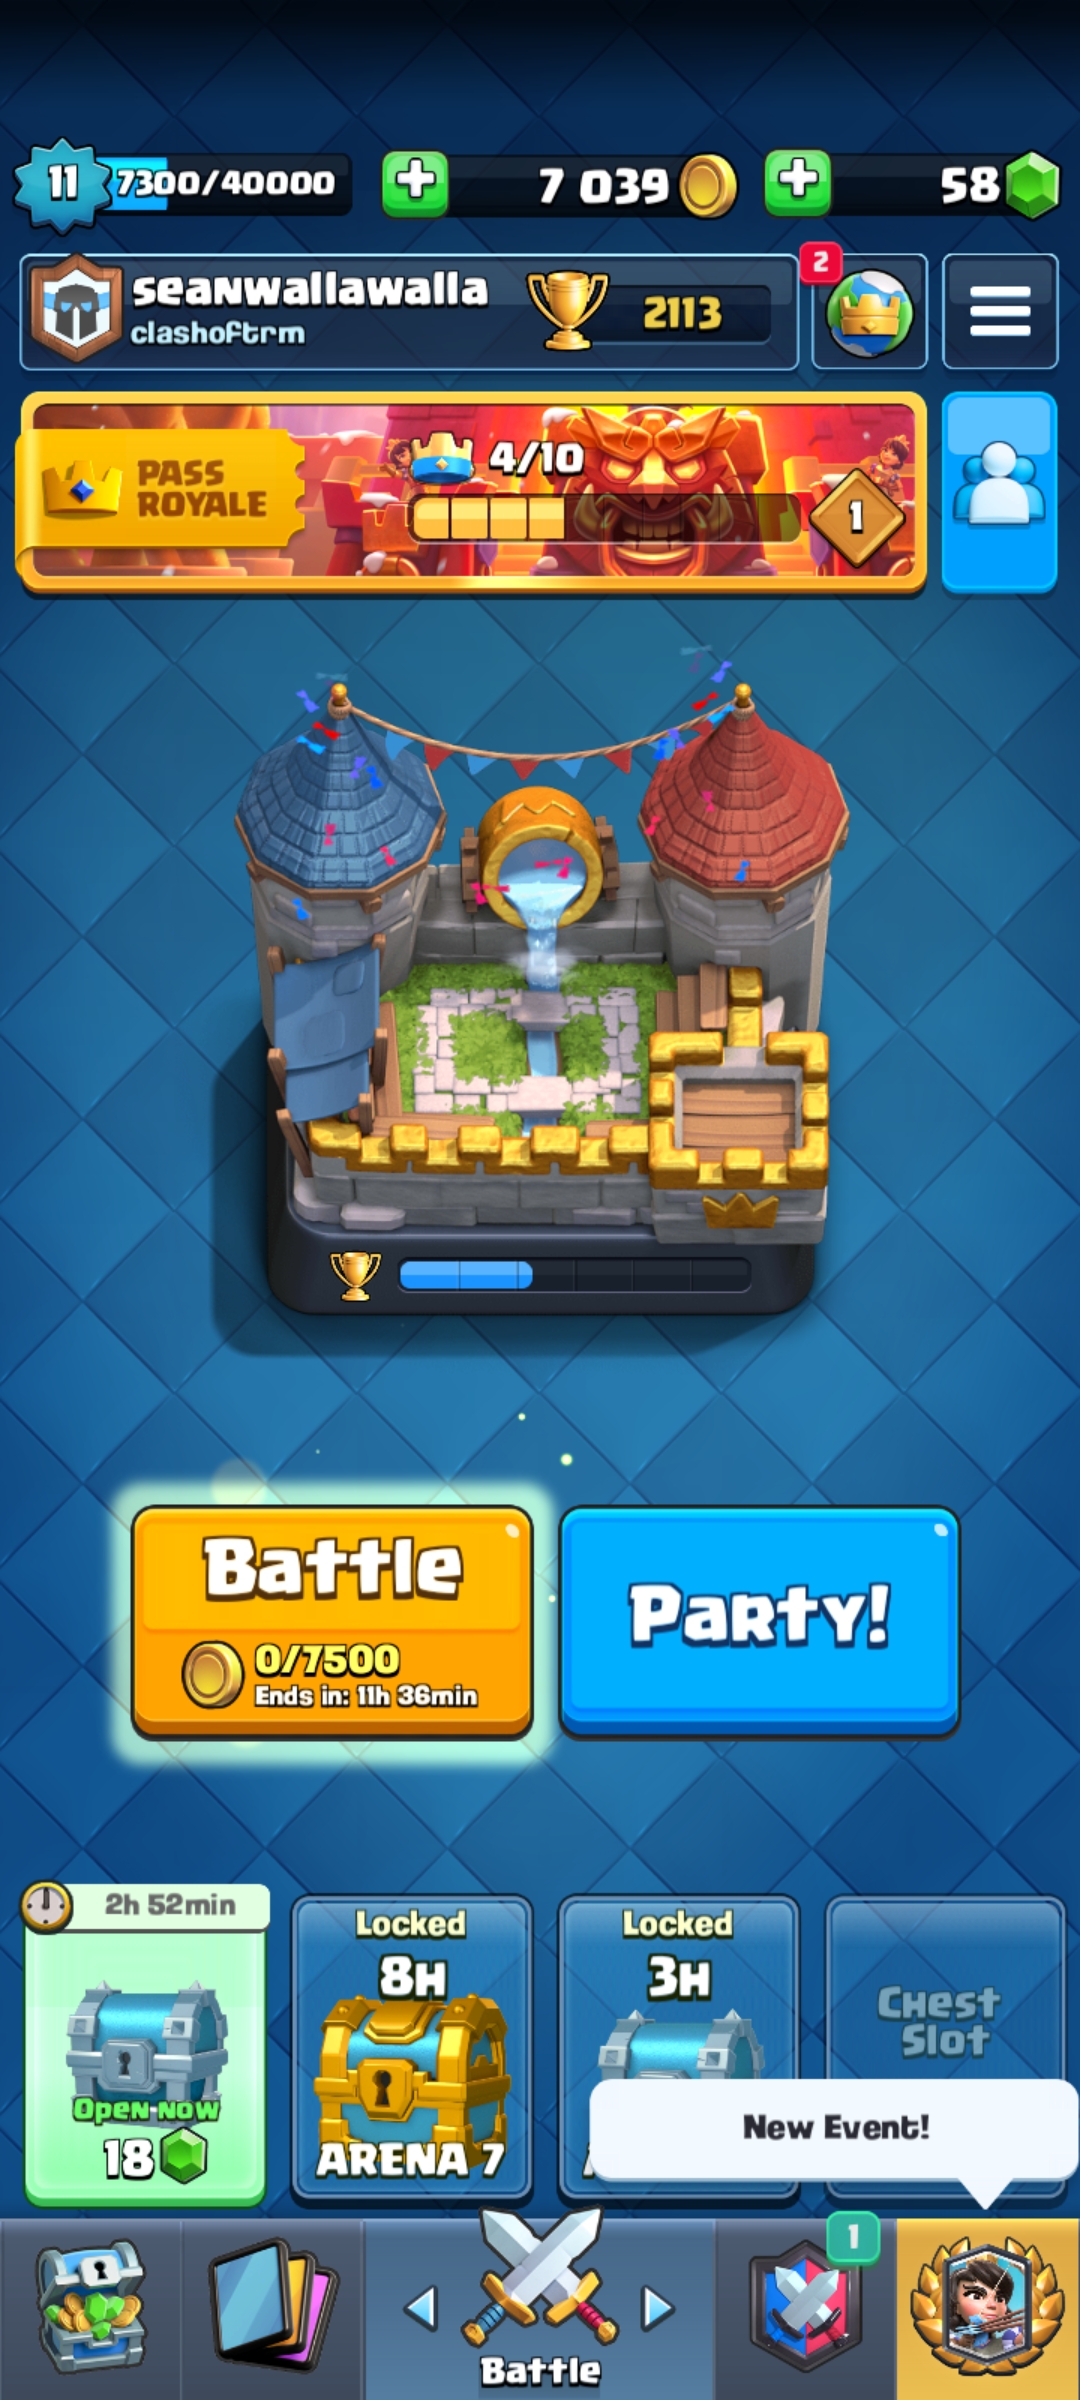 11
7300/40000
7 039
58
seanwallawalla
clashoftrm
2113
2
PASS
ROYALE
4/10
1
Battle
0/7500
Ends in: 11h 36min
Party!
2h 52min
Open now
18
Locked
8H
ARENA 7
Locked
3H
Chest
Slot
New Event!
1
Battle